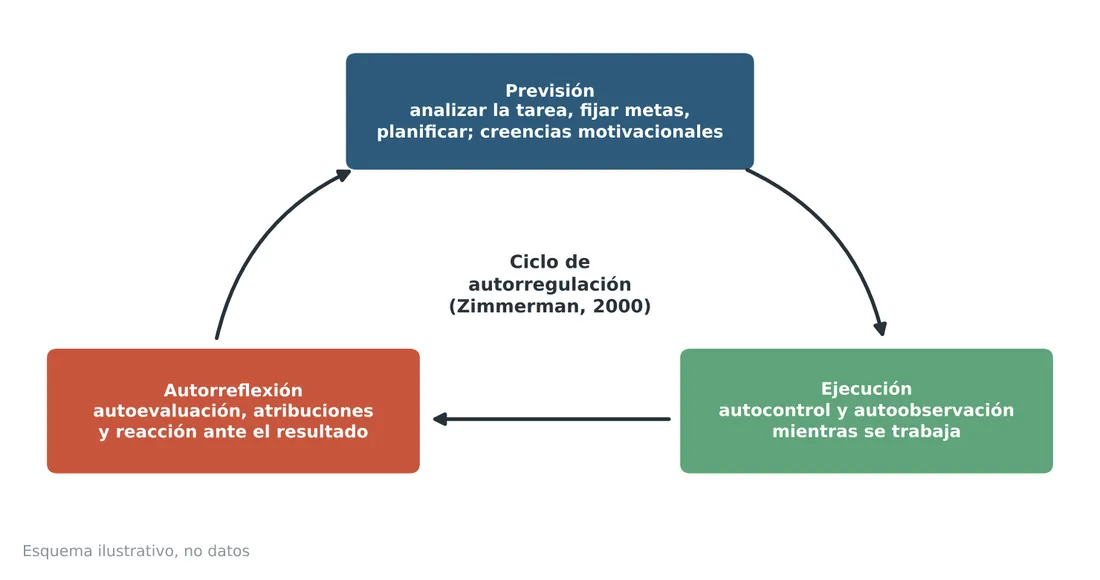 Previsión
analizar la tarea, fijar metas,
planificar; creencias motivacionales
Ciclo de
autorregulación
(Zimmerman, 2000)
Autorreflexión
autoevaluación, atribuciones
y reacción ante el resultado
Ejecución
autocontrol y autoobservación
mientras se trabaja
Esquema ilustrativo, no datos